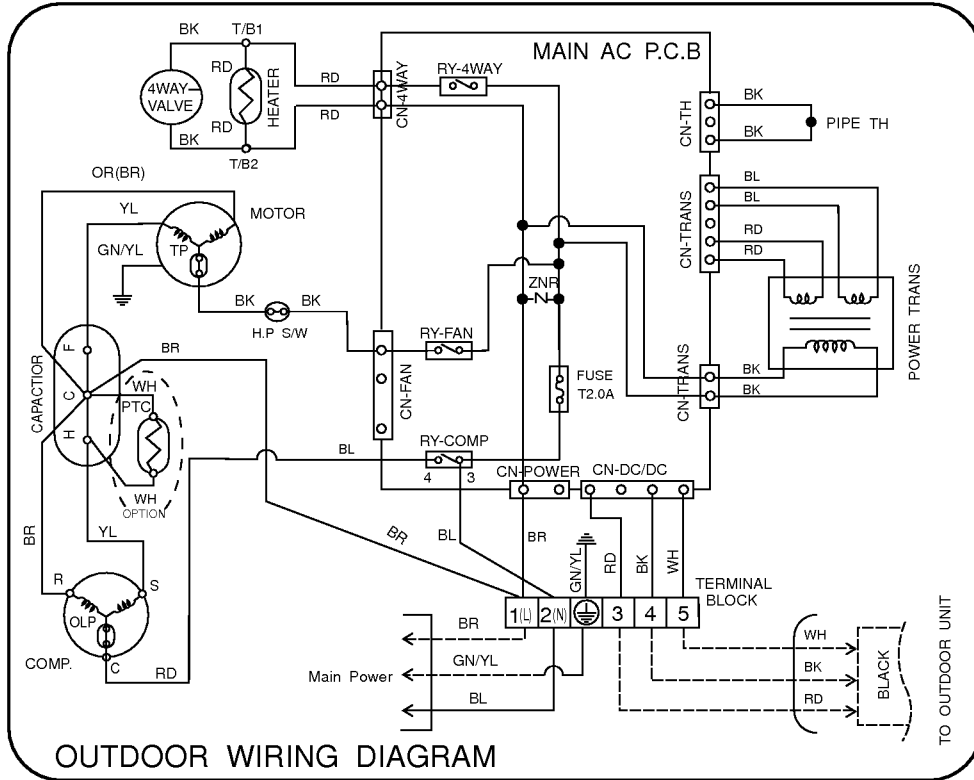 BK
T/B1
RD
4WAY
VALVE
HEATER
RD
BK
T/B2
RD
RD
CN-4WAY
RY-4WAY
MAIN AC P.C.B
CN-TH
BK
BK
PIPE TH
OR(BR)
YL
MOTOR
GN/YL
TP
BK
BK
H.P S/W
CN-TRANS
BL
BL
RD
RD
POWER TRANS
ZNR
RY-FAN
CN-FAN
FUSE
T2.0A
CN-TRANS
BK
BK
CAPACTIOR
F
C
H
BR
WH
PTC
WH
OPTION
BL
RY-COMP
4
3
CN-POWER
CN-DC/DC
BR
YL
R
S
OLP
COMP.
C
RD
BR
BL
BR
GN/YL
RD
BK
WH
TERMINAL
BLOCK
1(L)
2(N)
3
4
5
BR
GN/YL
Main Power
BL
WH
BK
RD
BLACK
TO OUTDOOR UNIT
OUTDOOR WIRING DIAGRAM